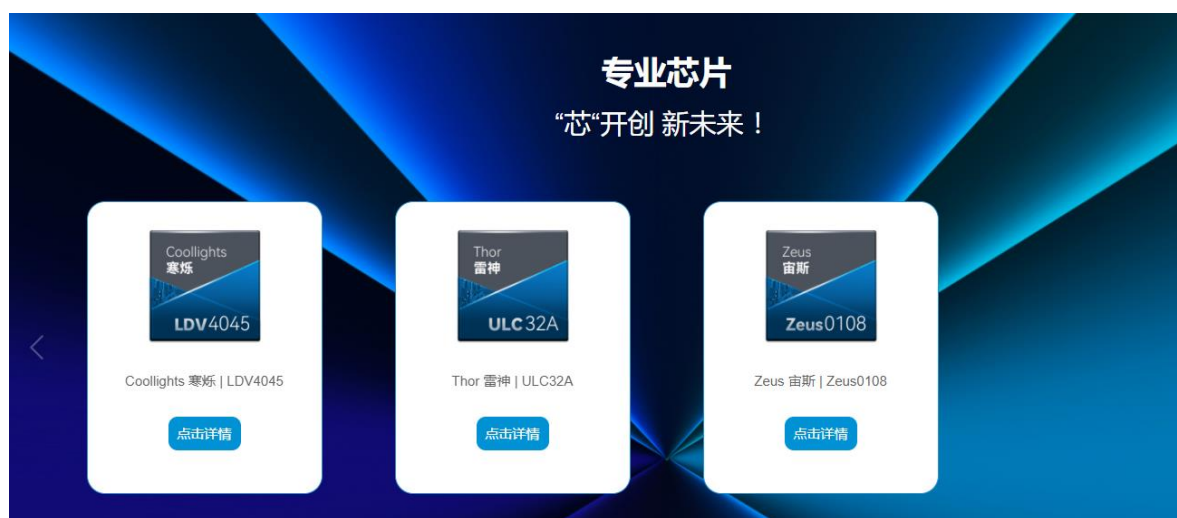 专业芯片
“芯“开创 新未来！
Coollights
寒烁
LDV4045
Coollights 寒烁 | LDV4045
点击详情
Thor
雷神
ULC32A
Thor 雷神 | ULC32A
点击详情
Zeus
宙斯
Zeus0108
Zeus 宙斯 | Zeus0108
点击详情